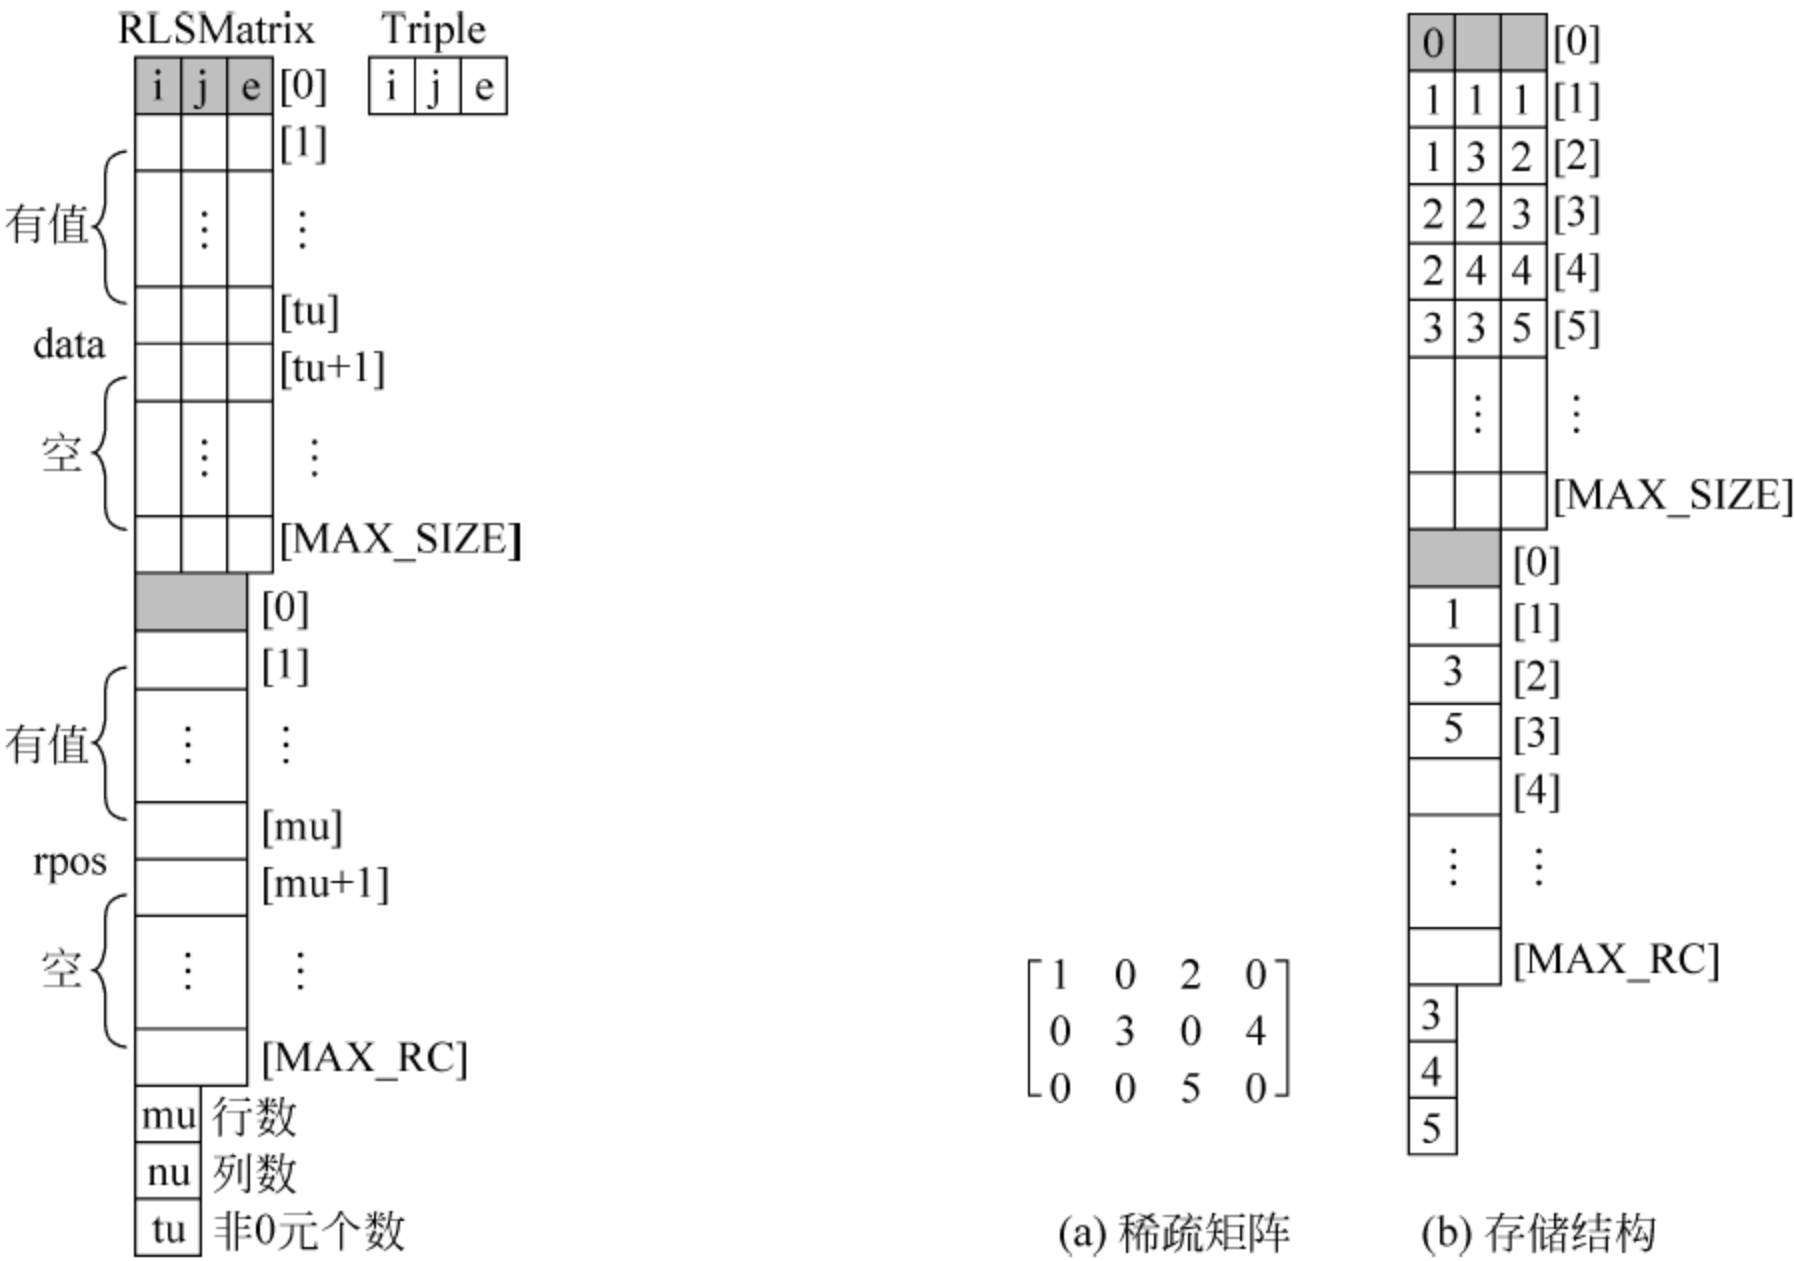 RLSMatrix
i j e [0]
[1]
有值
⋮ ⋮
[tu]
data
[tu+1]
空
⋮ ⋮
[MAX_SIZE]
[0]
[1]
有值
⋮ ⋮
[mu]
rpos
[mu+1]
空
⋮ ⋮
[MAX_RC]
mu 行数
nu 列数
tu 非0元个数
Triple
i j e
1 0 2 0
0 3 0 4
0 0 5 0
(a) 稀疏矩阵
0 [0]
1 1 1 [1]
1 3 2 [2]
2 2 3 [3]
2 4 4 [4]
3 3 5 [5]
⋮ ⋮
[MAX_SIZE]
[0]
1 [1]
3 [2]
5 [3]
[4]
⋮ ⋮
[MAX_RC]
3
4
5
(b) 存储结构